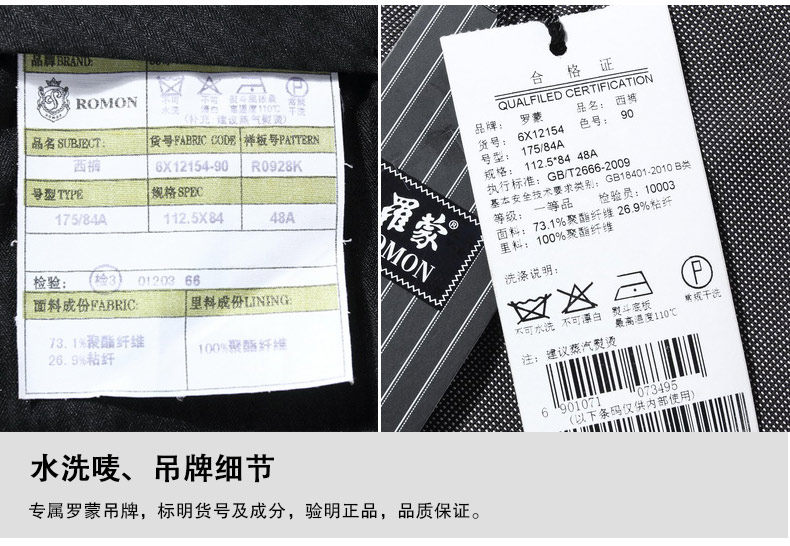 品牌BRAND:
ROMON
不可水洗
不可漂白
熨斗底板最高温度110℃
常规干洗
(补北:建议蒸气熨烫)
品名SUBJECT:
货号FABRIC CODE
样板号PATTERN
西裤
6X12154-90
R0928K
号型TYPE
规格SPEC
175/84A
112.5X84
48A
检验:
检3
01203 66
面料成份FABRIC:
里料成份LINING:
73.1%聚酯纤维
26.9%粘纤
100%聚酯纤维
羅蒙®
ROMON
合格证
QUALFILED CERTIFICATION
品牌: 罗蒙 品名: 西裤
货号: 6X12154 色号: 90
号型: 175/84A
规格: 112.5*84 48A
执行标准: GB/T2666-2009
基本安全技术要求类别: GB18401-2010 B类
等级: 一等品 检验员: 10003
面料: 73.1%聚酯纤维 26.9%粘纤
里料: 100%聚酯纤维
洗涤说明:
P
不可水洗
不可漂白
熨斗底板
最高温度110℃
常规干洗
注: 建议蒸汽熨烫
6 901071 073495
(以下条码仅供内部使用)
水洗唛、吊牌细节
专属罗蒙吊牌，标明货号及成分，验明正品，品质保证。